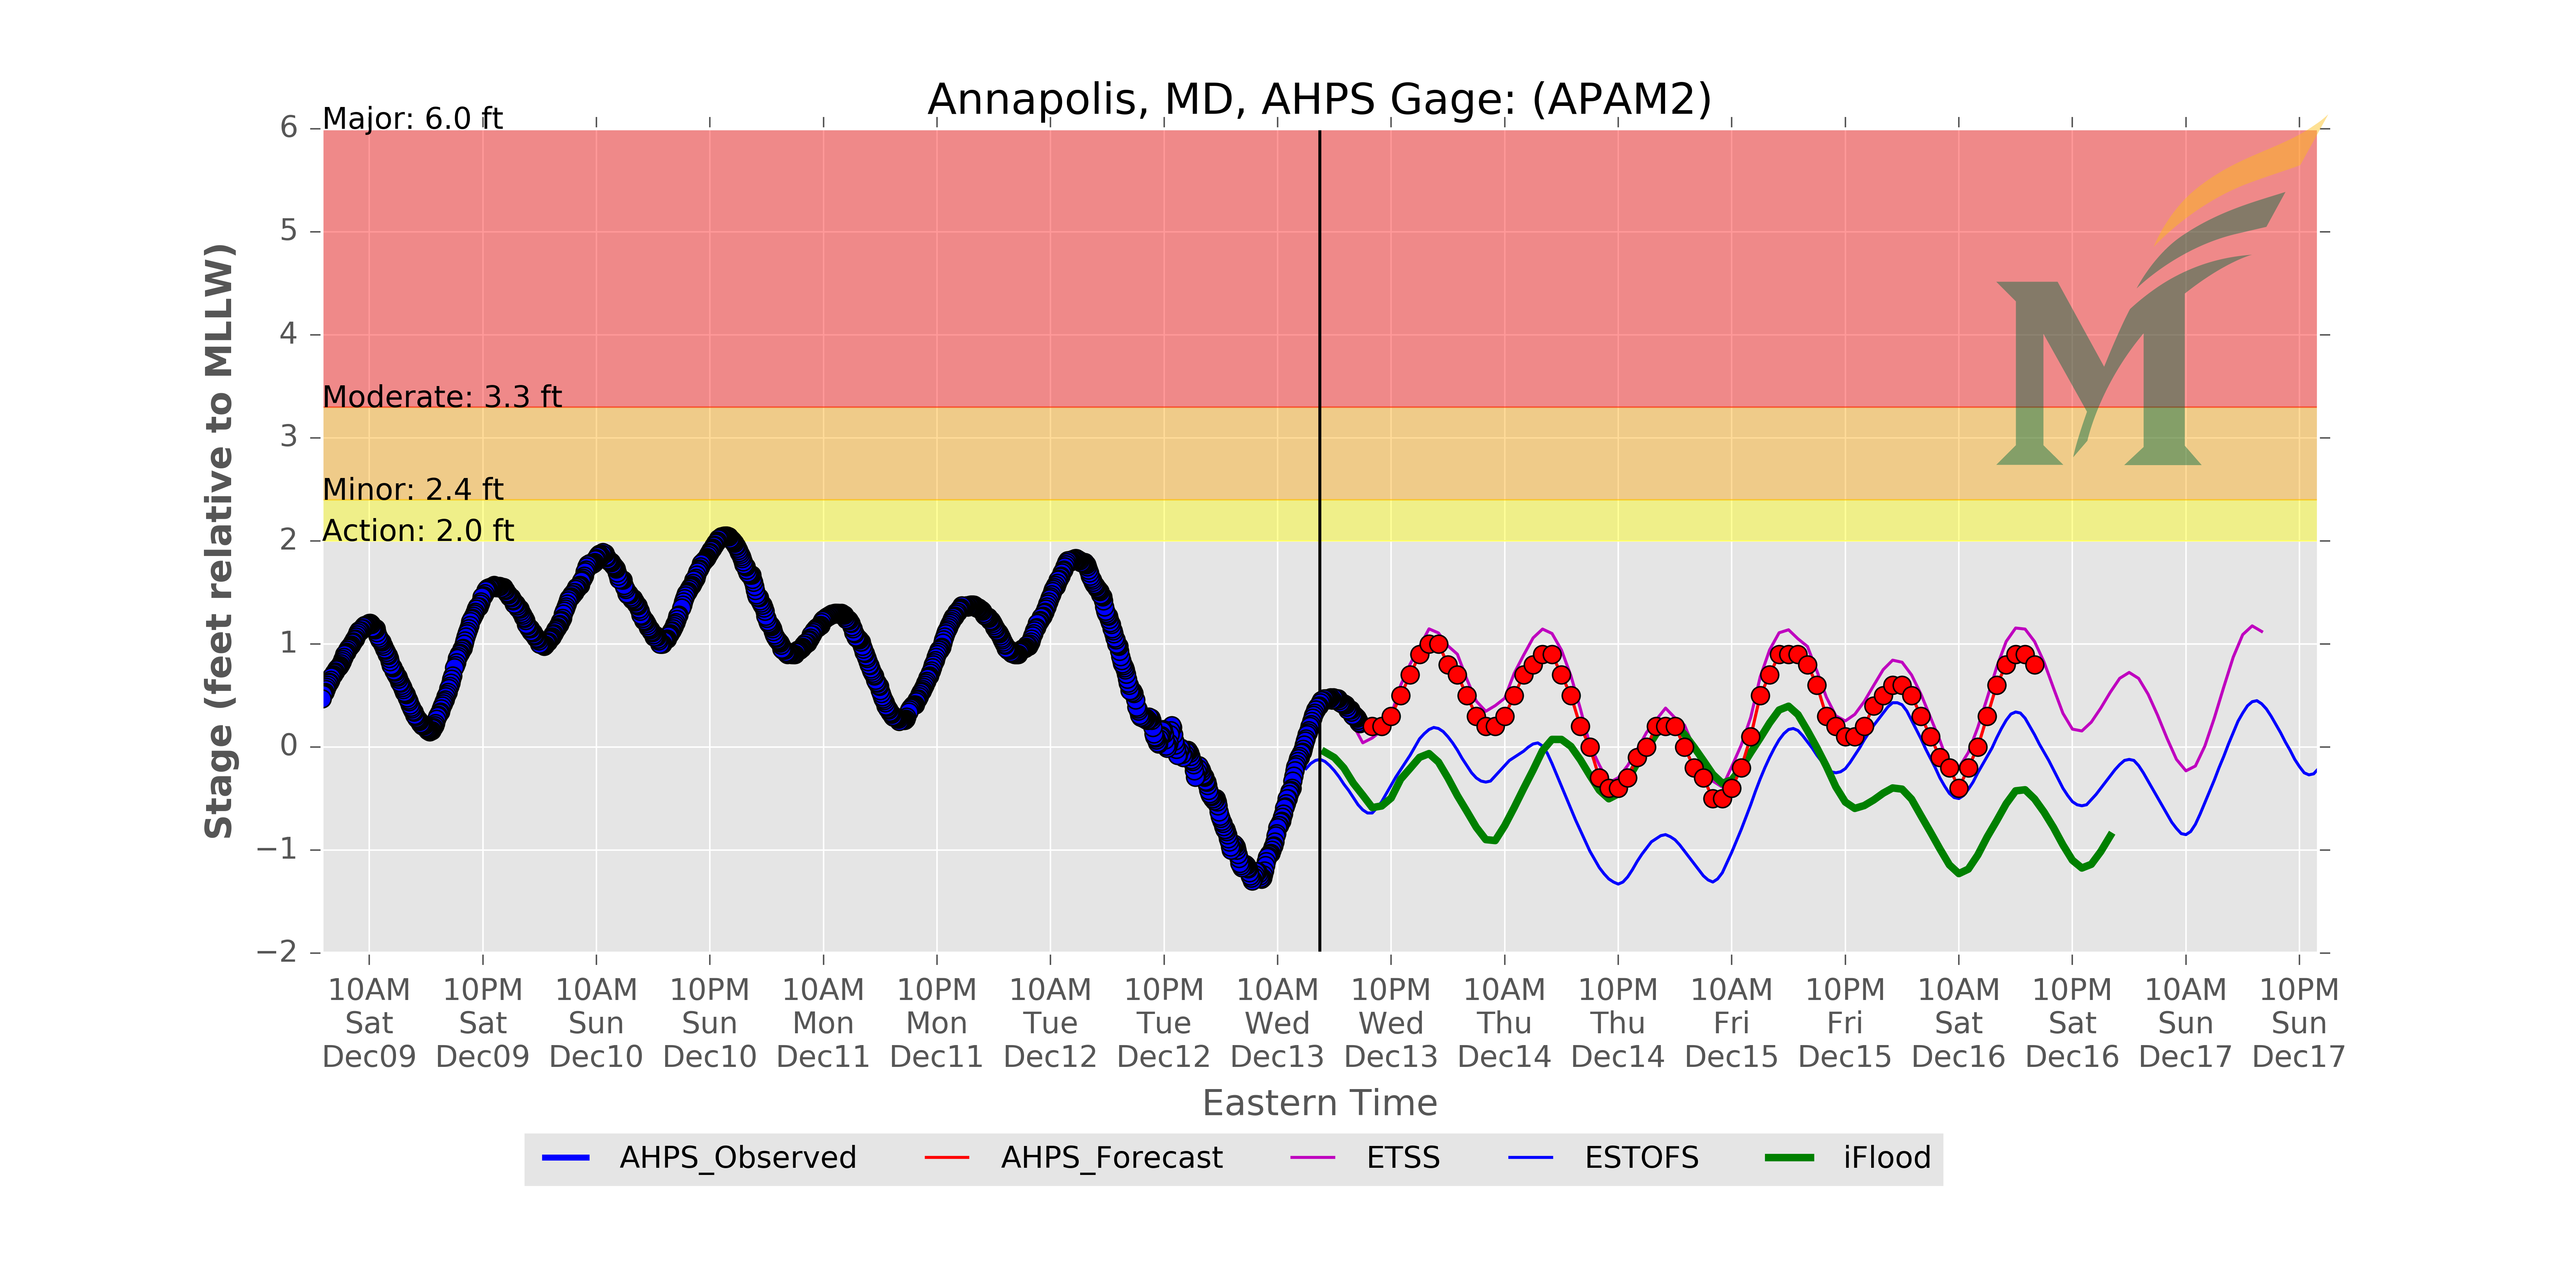 Annapolis, MD, AHPS Gage: (APAM2)
Major: 6.0 ft
Moderate: 3.3 ft
Minor: 2.4 ft
Action: 2.0 ft
6
5
4
3
2
1
0
−1
−2
Stage (feet relative to MLLW)
10AM 10PM 10AM 10PM 10AM 10PM 10AM 10PM 10AM 10PM 10AM 10PM 10AM 10PM 10AM 10PM 10AM 10PM
Sat Sat Sun Sun Mon Mon Tue Tue Wed Wed Thu Thu Fri Fri Sat Sat Sun Sun
Dec09 Dec09 Dec10 Dec10 Dec11 Dec11 Dec12 Dec12 Dec13 Dec13 Dec14 Dec14 Dec15 Dec15 Dec16 Dec16 Dec17 Dec17
Eastern Time
AHPS_Observed AHPS_Forecast ETSS ESTOFS iFlood